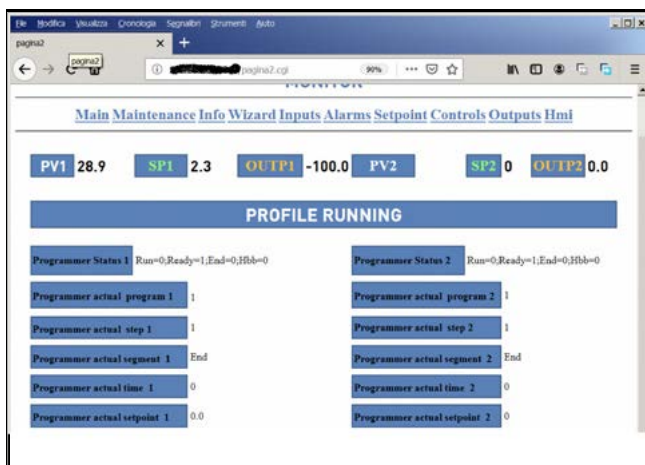 File Modifica Visualizza Cronologia Segnalibri Strumenti Aiuto
pagina2
pagina2
pagina2.cgi 90%
MONITOR
Main Maintenance Info Wizard Inputs Alarms Setpoint Controls Outputs Hmi
PV1 28.9 SP1 2.3 OUTP1 -100.0 PV2 SP2 0 OUTP2 0.0
PROFILE RUNNING
Programmer Status 1 Run=0;Ready=1;End=0;Hbb=0 Programmer Status 2 Run=0;Ready=1;End=0;Hbb=0
Programmer actual program 1 1 Programmer actual program 2 1
Programmer actual step 1 1 Programmer actual step 2 1
Programmer actual segment 1 End Programmer actual segment 2 End
Programmer actual time 1 0 Programmer actual time 2 0
Programmer actual setpoint 1 0.0 Programmer actual setpoint 2 0